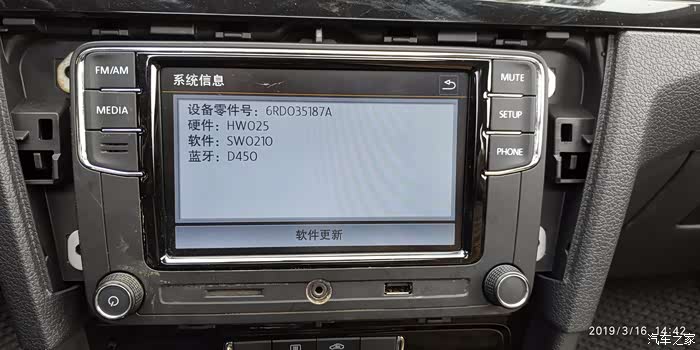 FM/AM
MEDIA
系统信息
设备零件号：6RD035187A
硬件：HW025
软件：SW0210
蓝牙：D450
软件更新
MUTE
SETUP
PHONE
2019/3/16 14:42
汽车之家